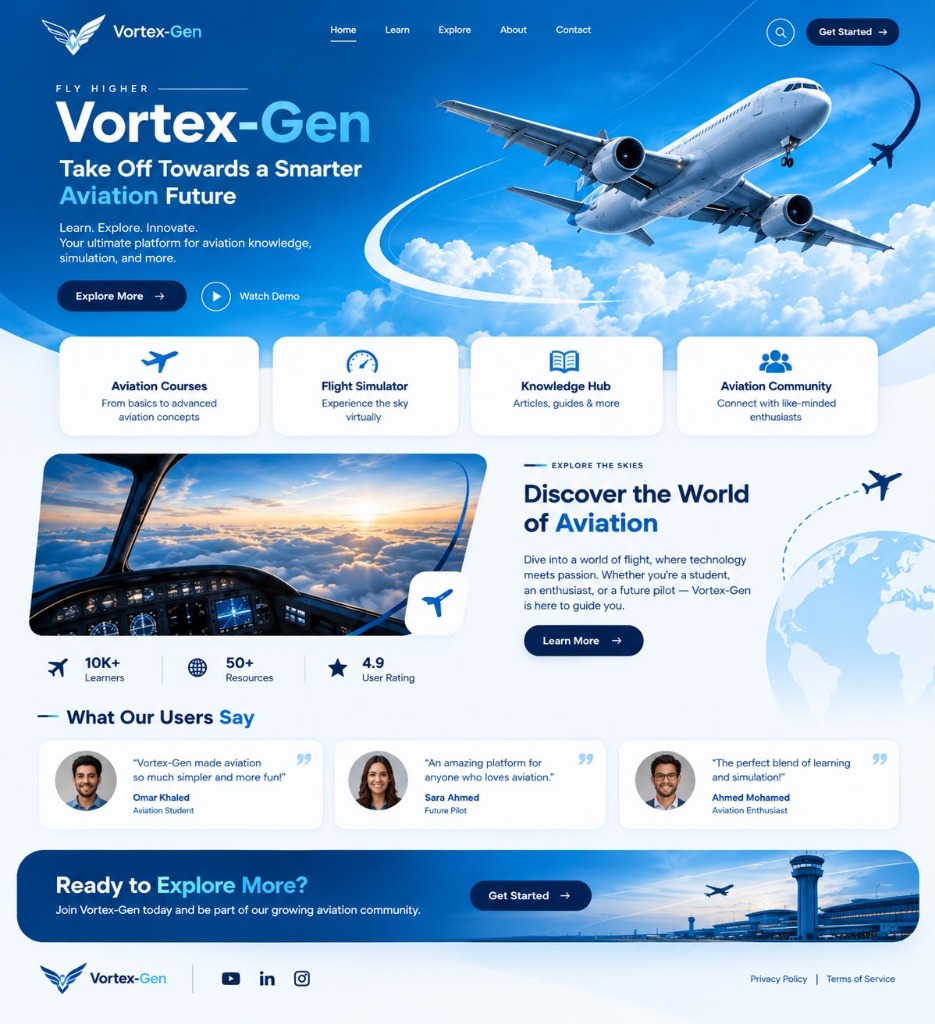 Vortex-Gen
Home
Learn
Explore
About
Contact
Get Started
FLY HIGHER
Vortex-Gen
Take Off Towards a Smarter
Aviation Future
Learn. Explore. Innovate.
Your ultimate platform for aviation knowledge,
simulation, and more.
Explore More
Watch Demo
Aviation Courses
From basics to advanced
aviation concepts
Flight Simulator
Experience the sky
virtually
Knowledge Hub
Articles, guides & more
Aviation Community
Connect with like-minded
enthusiasts
EXPLORE THE SKIES
Discover the World
of Aviation
Dive into a world of flight, where technology
meets passion. Whether you're a student,
an enthusiast, or a future pilot — Vortex-Gen
is here to guide you.
Learn More
10K+
Learners
50+
Resources
4.9
User Rating
What Our Users Say
"Vortex-Gen made aviation
so much simpler and more fun!"
Omar Khaled
Aviation Student
"An amazing platform for
anyone who loves aviation."
Sara Ahmed
Future Pilot
"The perfect blend of learning
and simulation!"
Ahmed Mohamed
Aviation Enthusiast
Ready to Explore More?
Join Vortex-Gen today and be part of our growing aviation community.
Get Started
Vortex-Gen
Privacy Policy | Terms of Service